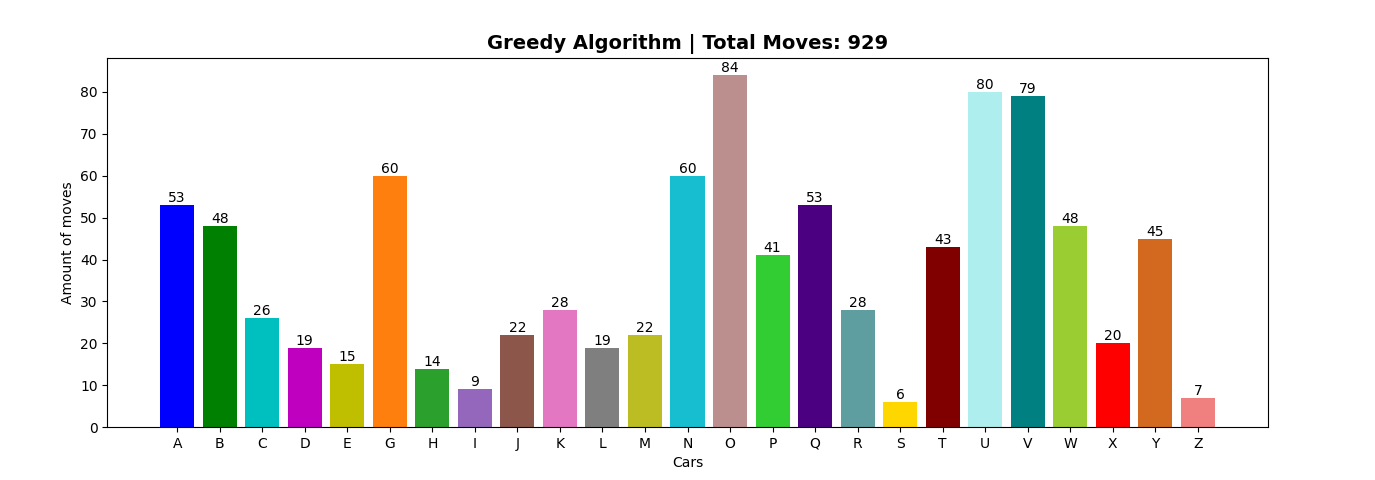 Greedy Algorithm | Total Moves: 929
Amount of moves
80
70
60
50
40
30
20
10
0
53 48 26 19 15 60 14 9 22 28 19 22 60 84 41 53 28 6 43 80 79 48 20 45 7
A B C D E G H I J K L M N O P Q R S T U V W X Y Z
Cars